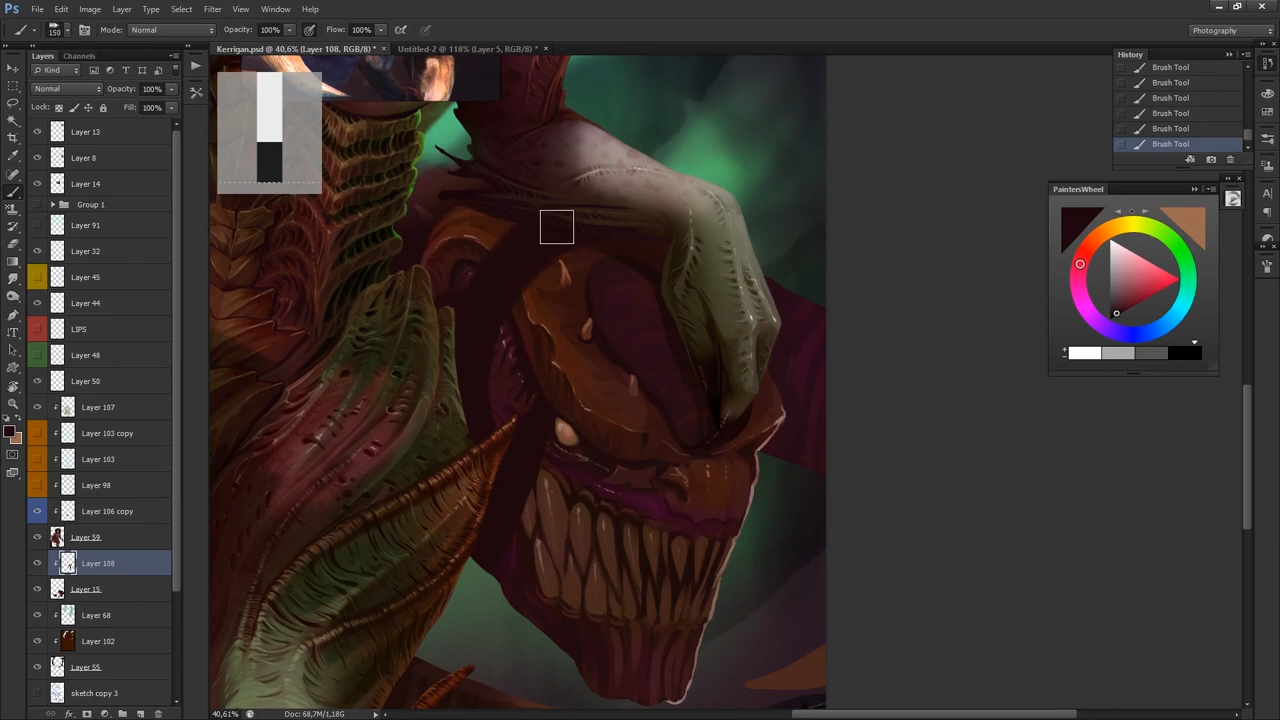 Ps File Edit Image Layer Type Select Filter View Window Help
150 Mode: Normal Opacity: 100% Flow: 100% Photography
Kerrigan.psd @ 40,6% (Layer 108, RGB/8) * × Untitled-2 @ 118% (Layer 5, RGB/8) * ×
Layers Channels
Kind
Normal Opacity: 100%
Lock: Fill: 100%
Layer 13
Layer 8
Layer 14
Group 1
Layer 91
Layer 32
Layer 45
Layer 44
LIPS
Layer 48
Layer 50
Layer 107
Layer 103 copy
Layer 103
Layer 98
Layer 106 copy
Layer 59
Layer 108
Layer 15
Layer 68
Layer 102
Layer 55
sketch copy 3
fx
40,61% Doc: 68,7M/1,18G
History
Brush Tool
Brush Tool
Brush Tool
Brush Tool
Brush Tool
Brush Tool
PaintersWheel